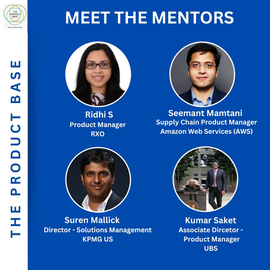 MEET THE MENTORS
THE PRODUCT BASE
Ridhi S
Product Manager
RXO
Seemant Mamtani
Supply Chain Product Manager
Amazon Web Services (AWS)
Suren Mallick
Director - Solutions Management
KPMG US
Kumar Saket
Associate Dircetor -
Product Manager
UBS